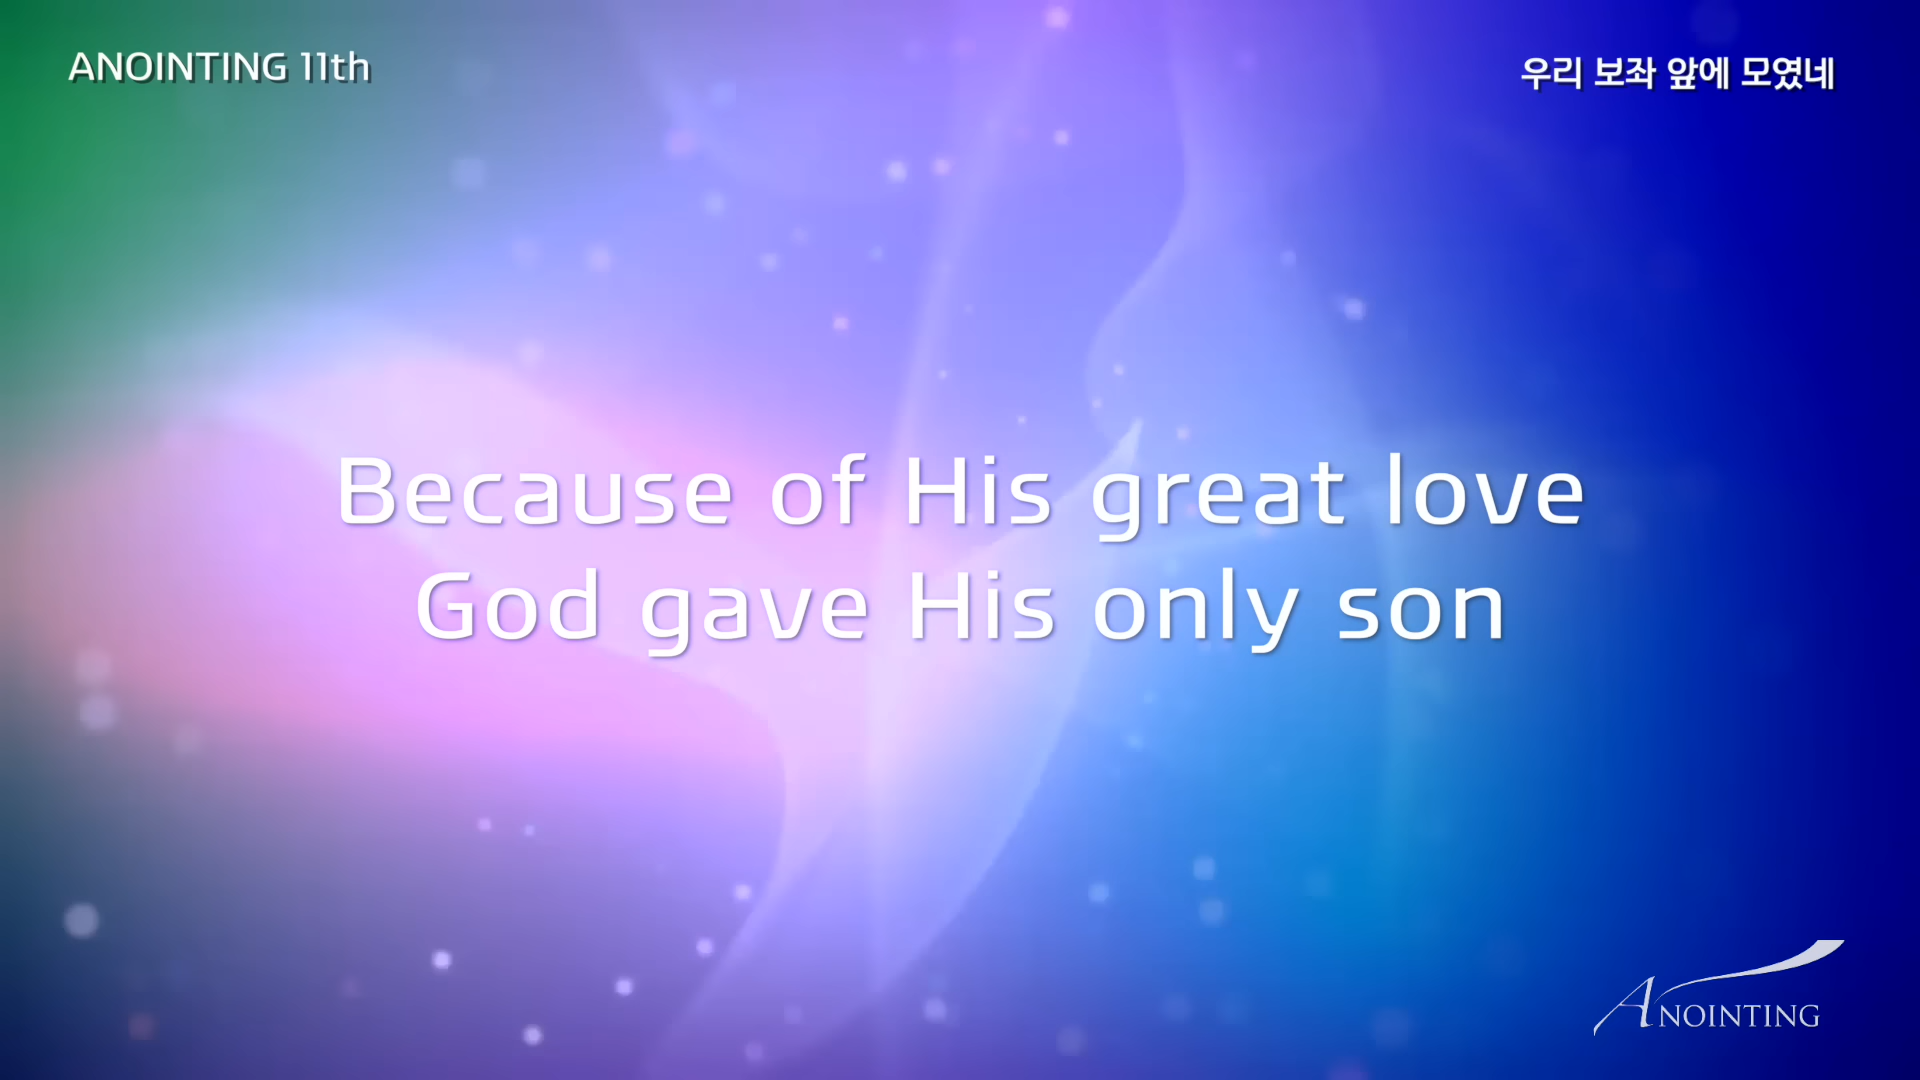 ANOINTING 11th
우리 보좌 앞에 모였네
Because of His great love
God gave His only son
ANOINTING